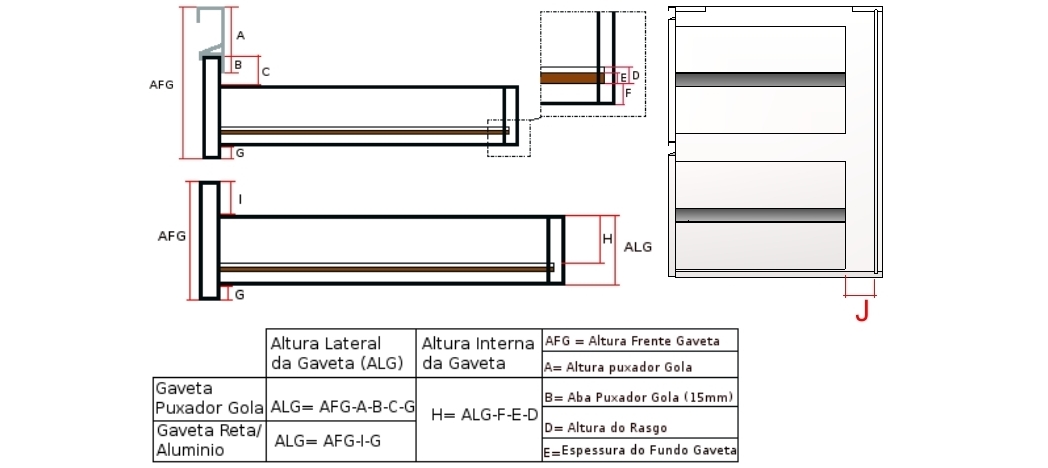 A
B
C
AFG
G
E
D
F
I
AFG
H
ALG
G
J
Altura Lateral
da Gaveta (ALG)
Altura Interna
da Gaveta
AFG = Altura Frente Gaveta
A= Altura puxador Gola
Gaveta
Puxador Gola
ALG= AFG-A-B-C-G
H= ALG-F-E-D
B= Aba Puxador Gola (15mm)
Gaveta Reta/
Aluminio
ALG= AFG-I-G
D= Altura do Rasgo
E=Espessura do Fundo Gaveta